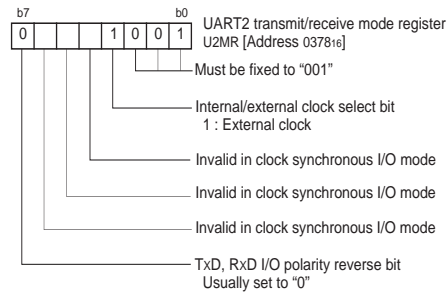 b7 b0
0 1 0 0 1
UART2 transmit/receive mode register
U2MR [Address 037816]
Must be fixed to “001”
Internal/external clock select bit
1 : External clock
Invalid in clock synchronous I/O mode
Invalid in clock synchronous I/O mode
Invalid in clock synchronous I/O mode
TXD, RXD I/O polarity reverse bit
Usually set to “0”